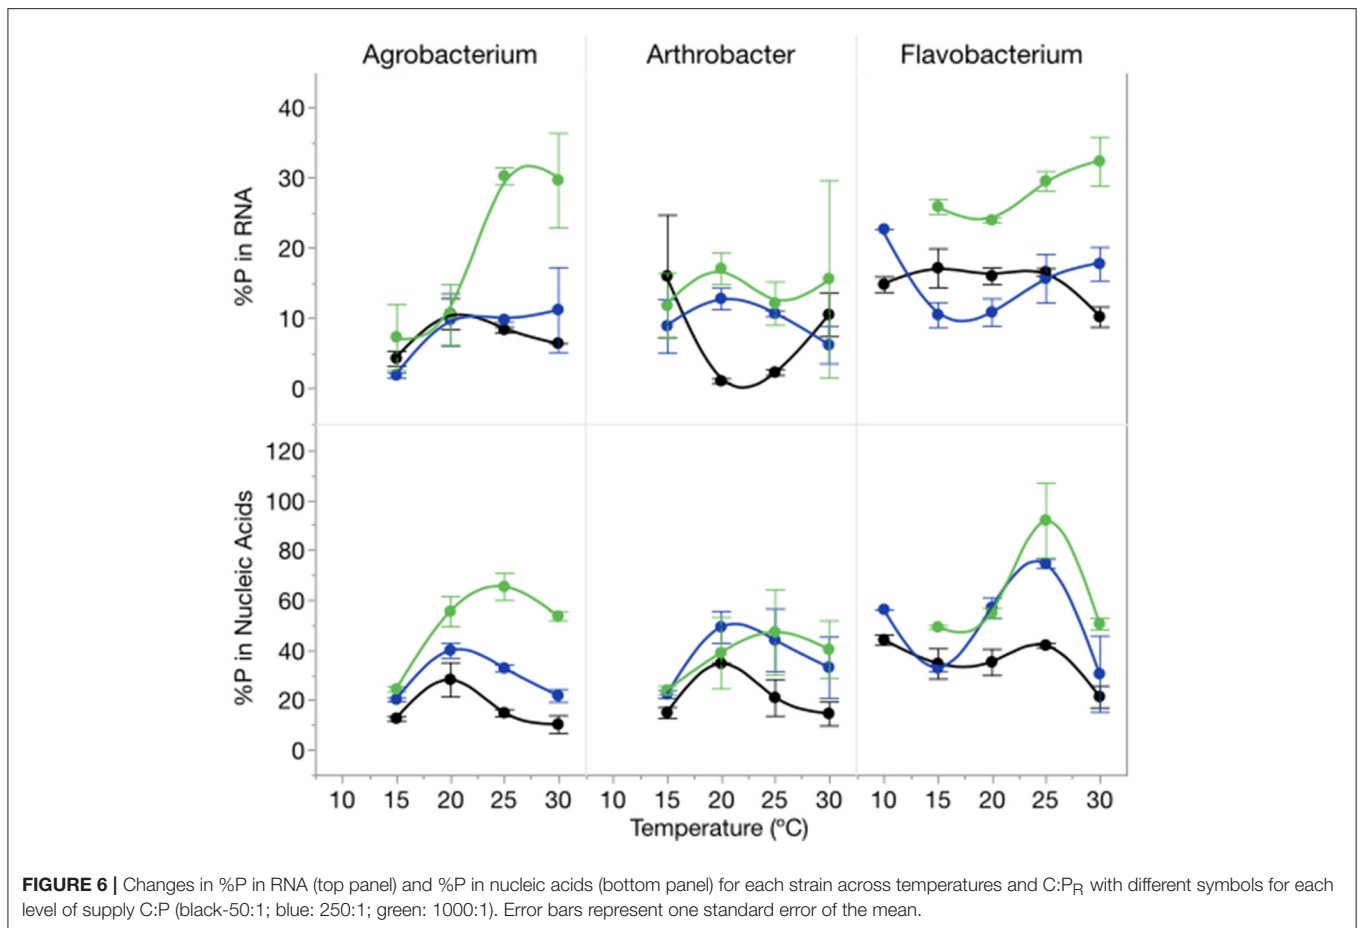 Agrobacterium Arthrobacter Flavobacterium
40
30
20
10
0
%P in RNA
120
100
80
60
40
20
0
%P in Nucleic Acids
10 15 20 25 30 10 15 20 25 30 10 15 20 25 30
Temperature (ºC)
FIGURE 6 | Changes in %P in RNA (top panel) and %P in nucleic acids (bottom panel) for each strain across temperatures and C:PR with different symbols for each
level of supply C:P (black-50:1; blue: 250:1; green: 1000:1). Error bars represent one standard error of the mean.